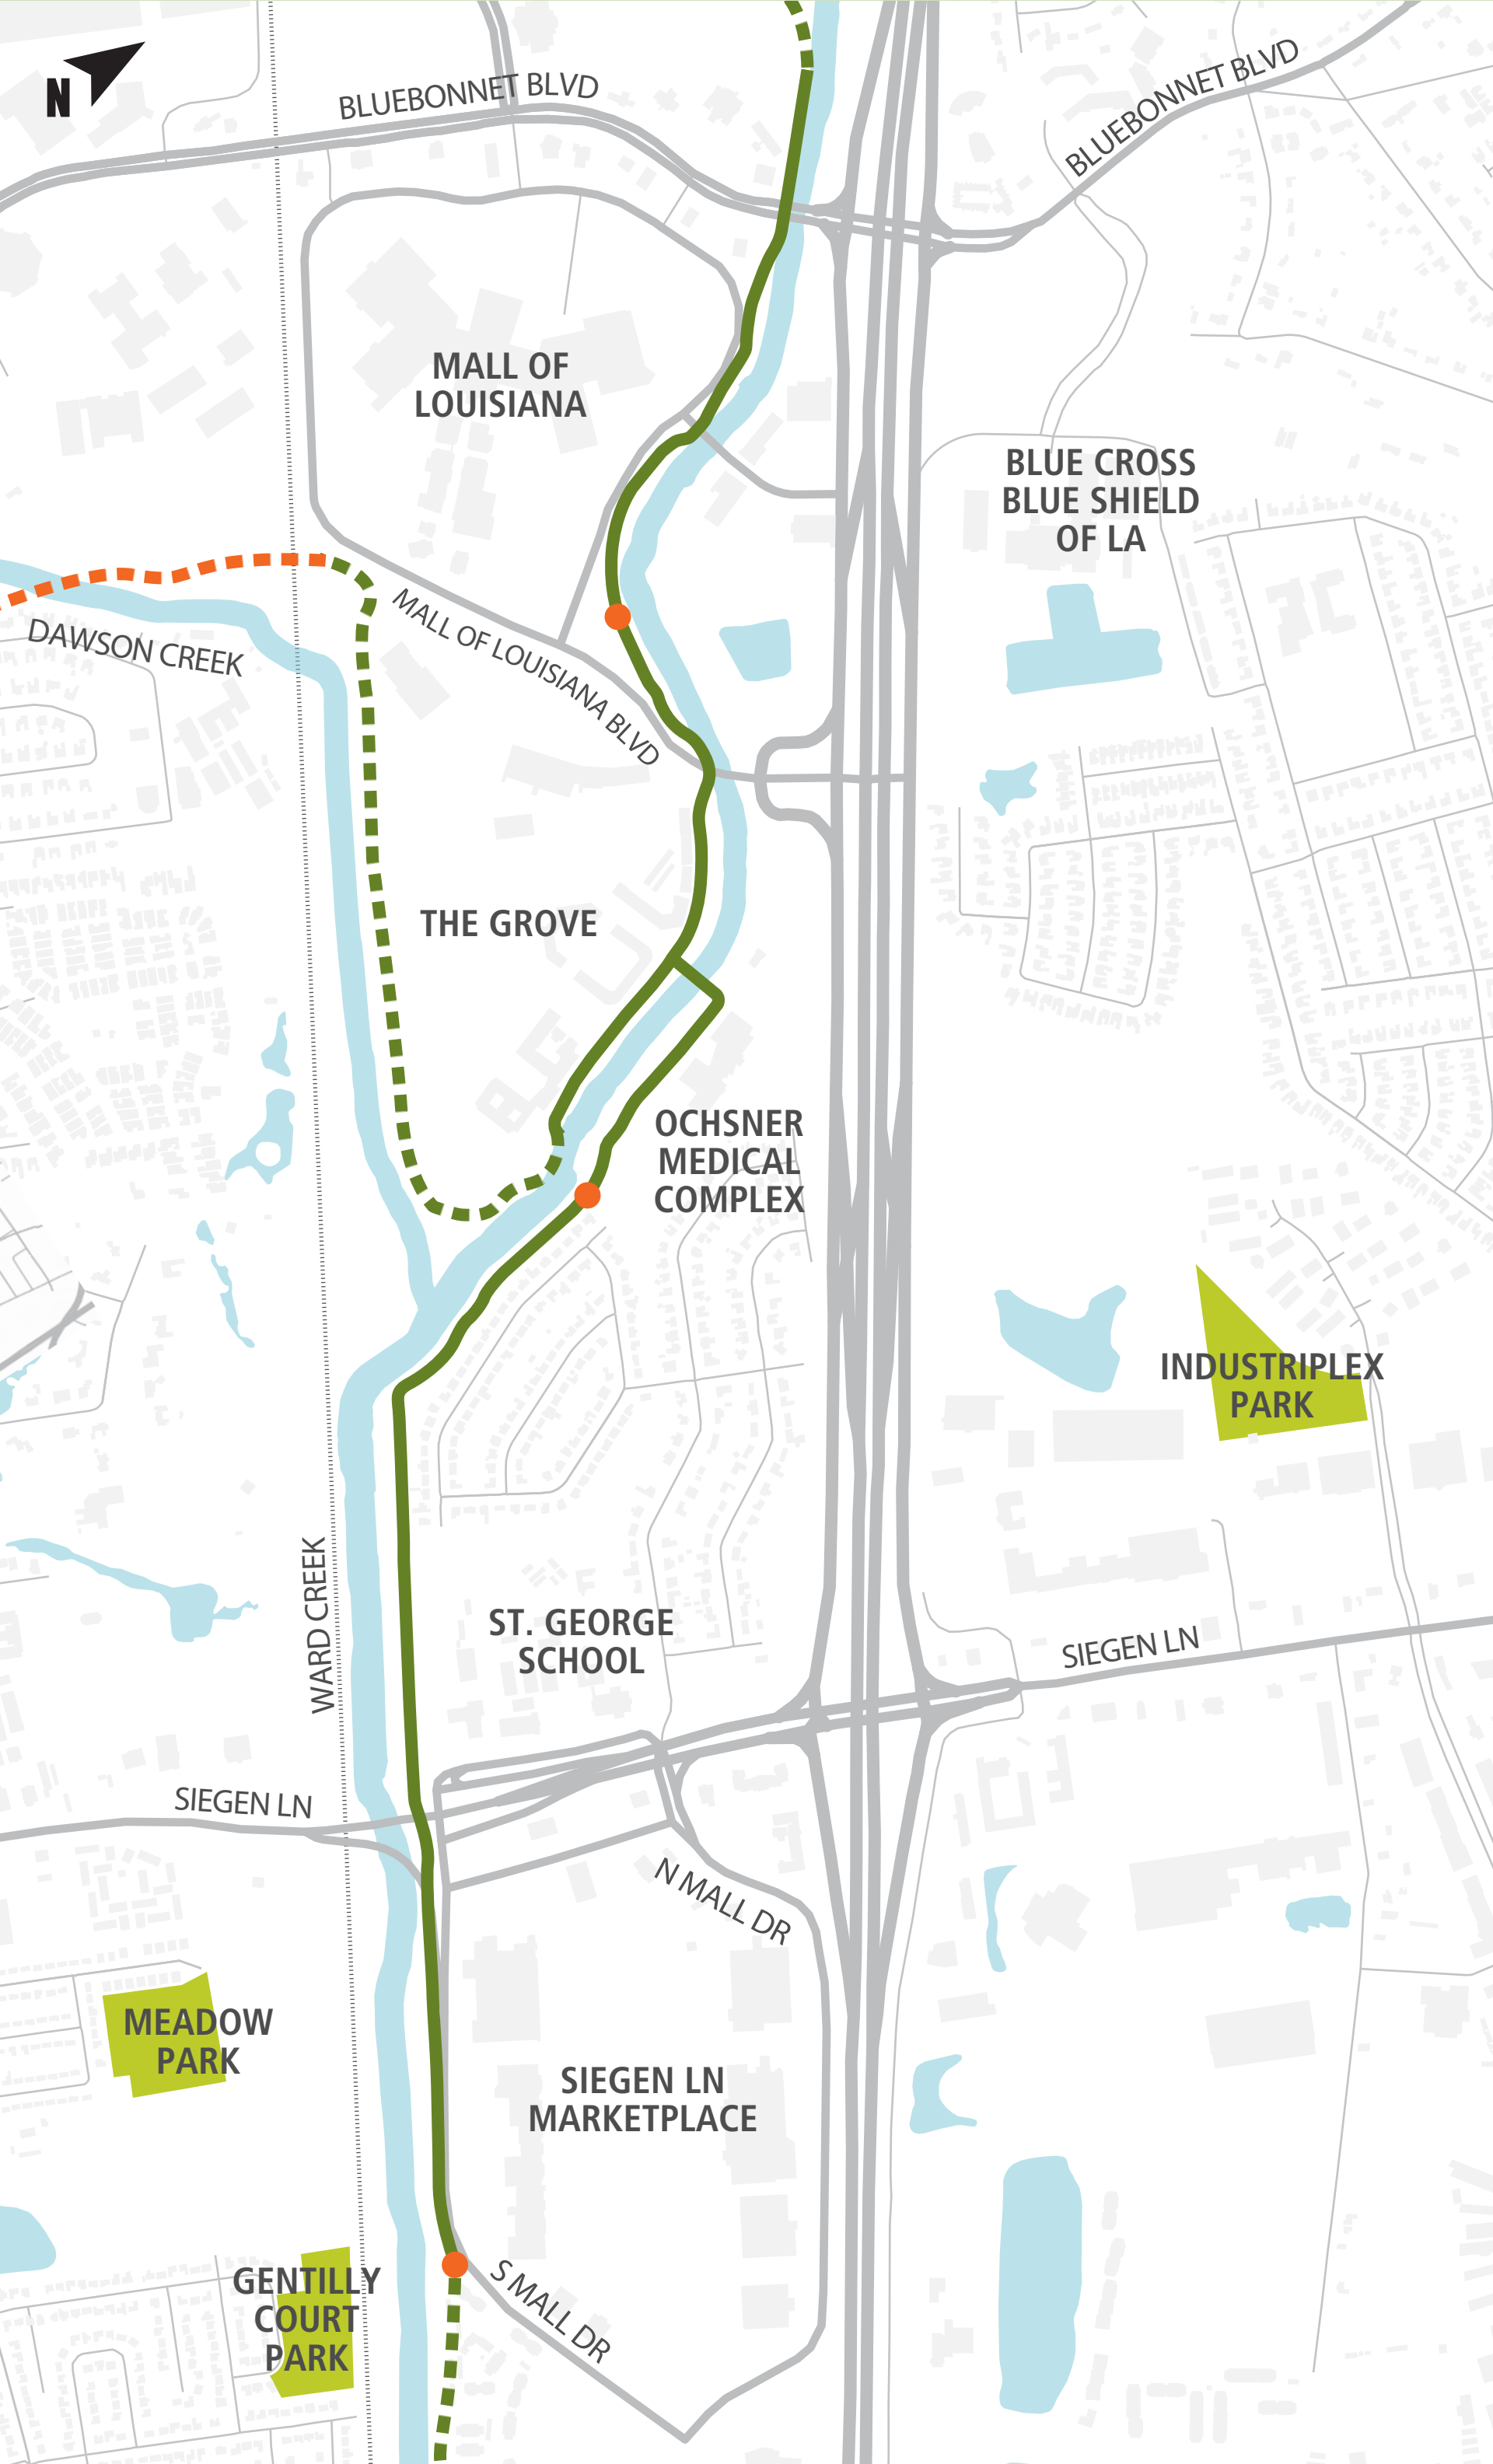 N
BLUEBONNET BLVD
BLUEBONNET BLVD
MALL OF
LOUISIANA
BLUE CROSS
BLUE SHIELD
OF LA
DAWSON CREEK
MALL OF LOUISIANA BLVD
THE GROVE
OCHSNER
MEDICAL
COMPLEX
INDUSTRIPLEX
PARK
WARD CREEK
ST. GEORGE
SCHOOL
SIEGEN LN
SIEGEN LN
N MALL DR
MEADOW
PARK
SIEGEN LN
MARKETPLACE
GENTILLY
COURT
PARK
S MALL DR